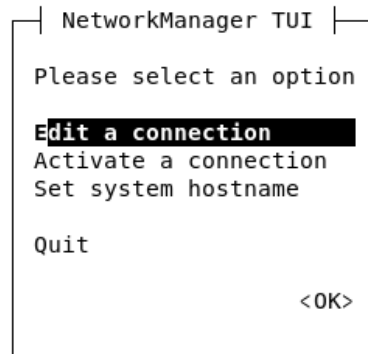 NetworkManager TUI
Please select an option
Edit a connection
Activate a connection
Set system hostname
Quit
<OK>